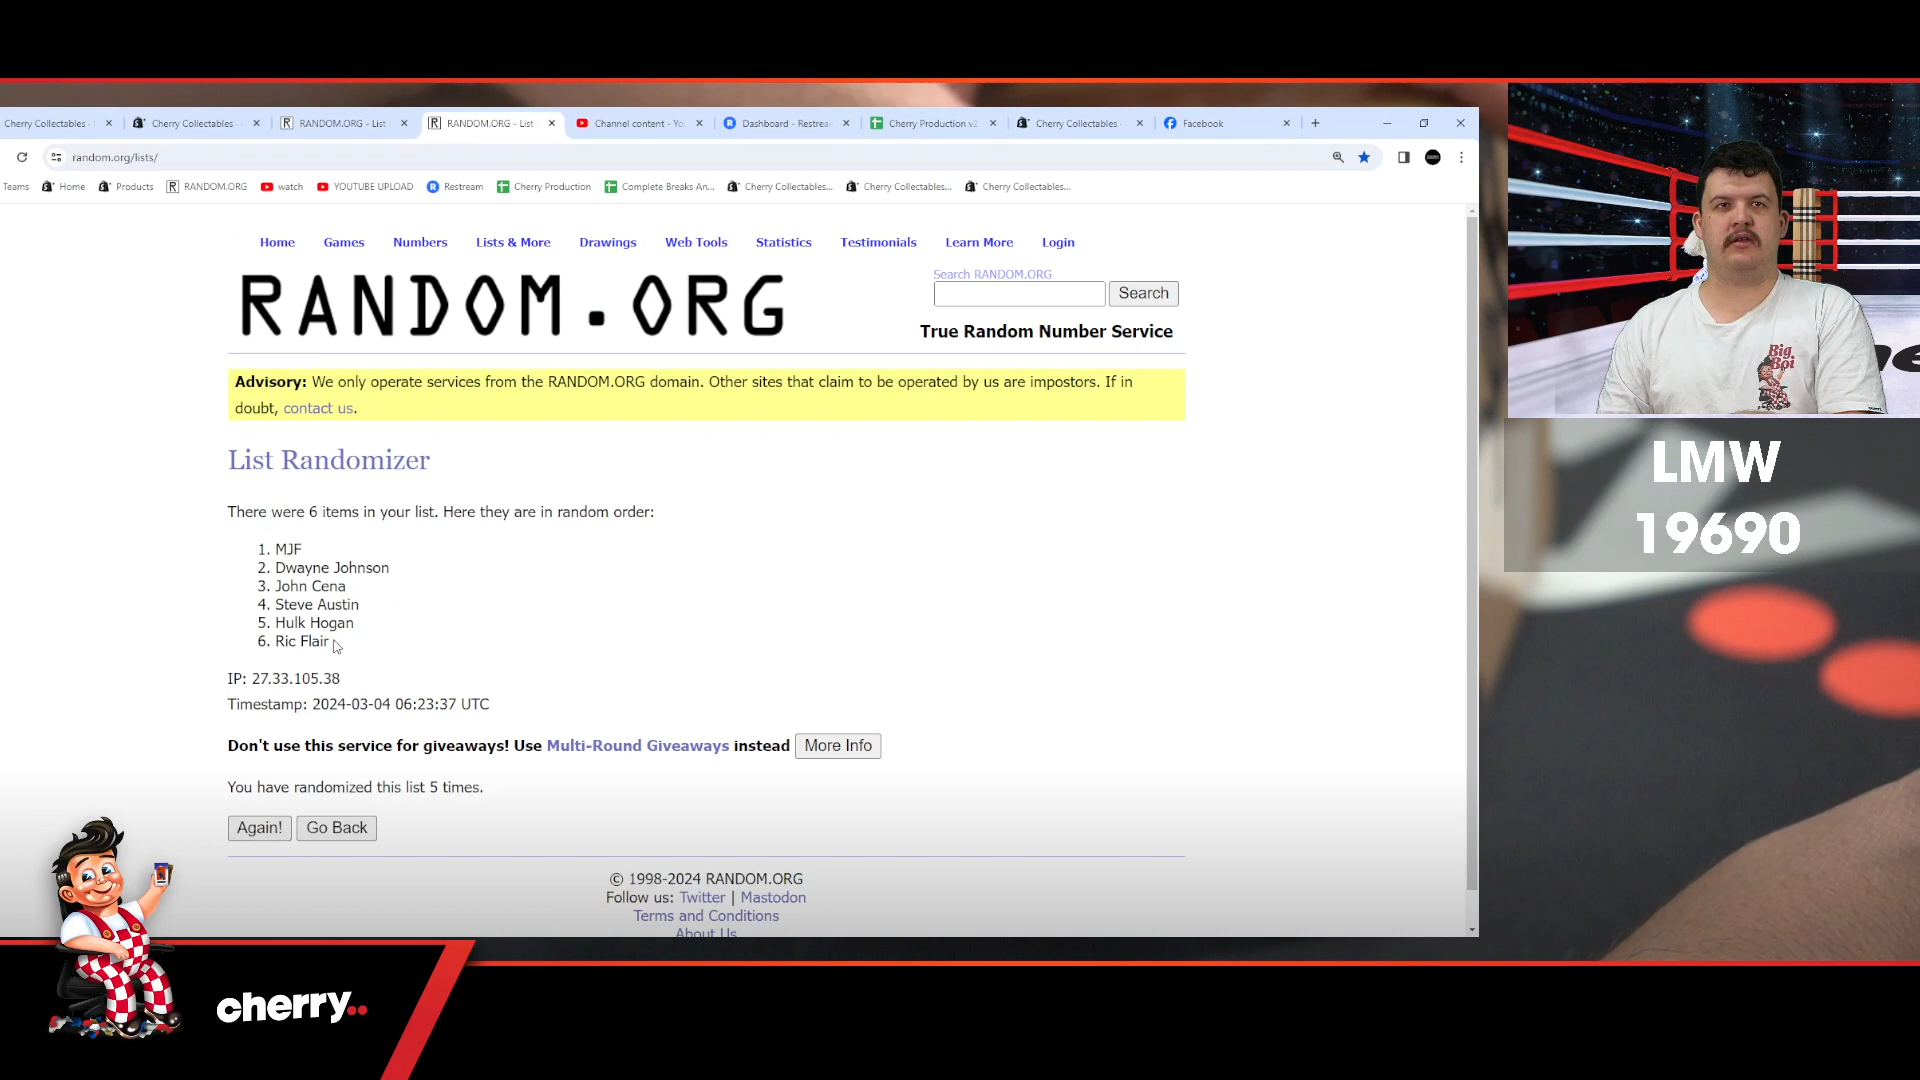 Cherry Collectables -
Cherry Collectables -
RANDOM.ORG - List
RANDOM.ORG - List
Channel content - Yo
Dashboard - Restrea
Cherry Production v2
Cherry Collectables -
Facebook
random.org/lists/
Teams
Home
Products
RANDOM.ORG
watch
YOUTUBE UPLOAD
Restream
Cherry Production
Complete Breaks An...
Cherry Collectables...
Cherry Collectables...
Cherry Collectables...
Home Games Numbers Lists & More Drawings Web Tools Statistics Testimonials Learn More Login
RANDOM.ORG
Search RANDOM.ORG
Search
True Random Number Service
Advisory: We only operate services from the RANDOM.ORG domain. Other sites that claim to be operated by us are impostors. If in
doubt, contact us.
List Randomizer
There were 6 items in your list. Here they are in random order:
1. MJF
2. Dwayne Johnson
3. John Cena
4. Steve Austin
5. Hulk Hogan
6. Ric Flair
IP: 27.33.105.38
Timestamp: 2024-03-04 06:23:37 UTC
Don't use this service for giveaways! Use Multi-Round Giveaways instead More Info
You have randomized this list 5 times.
Again! Go Back
© 1998-2024 RANDOM.ORG
Follow us: Twitter | Mastodon
Terms and Conditions
About Us
Big
Boi
LMW
19690
cherry..